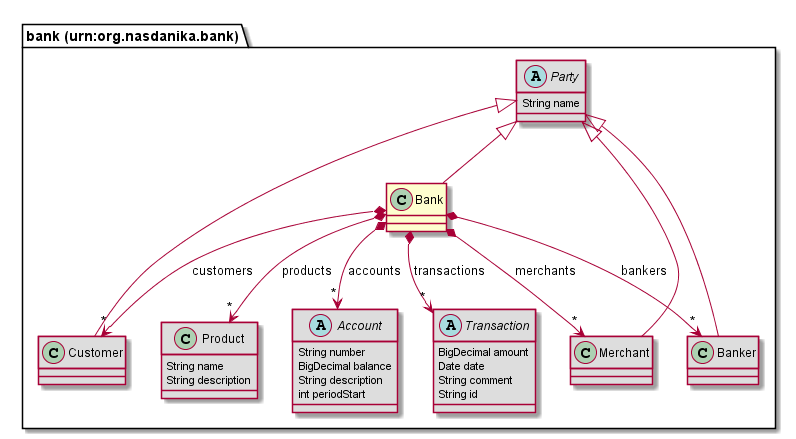 bank (urn:org.nasdanika.bank)
A Party
String name
C Bank
customers
products
accounts
transactions
merchants
bankers
*
*
*
*
*
*
C Customer
C Product
String name
String description
A Account
String number
BigDecimal balance
String description
int periodStart
A Transaction
BigDecimal amount
Date date
String comment
String id
C Merchant
C Banker